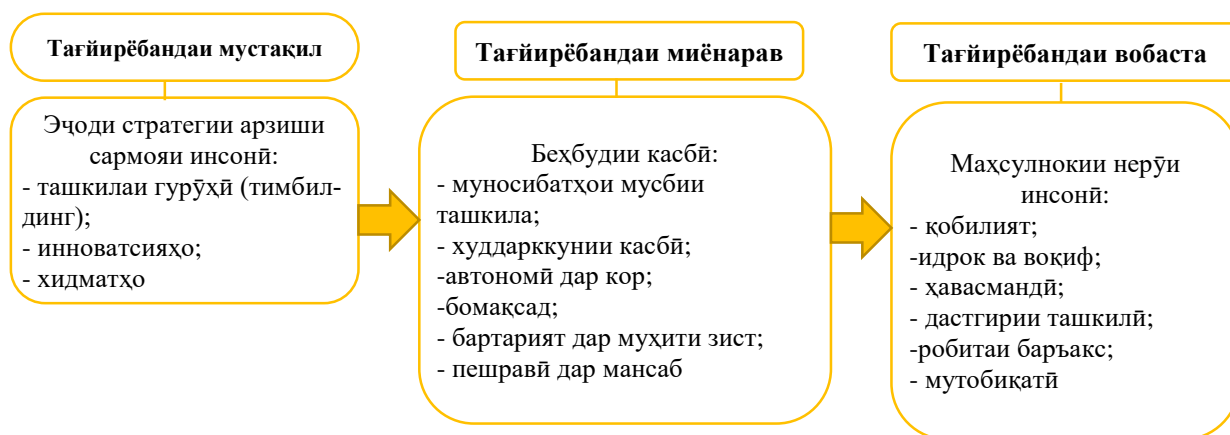 Тағйирёбандаи мустақил
Эҷоди стратегии арзиши
сармояи инсонӣ:
- ташкилаи гурӯҳӣ (тимбил-
динг);
- инноватсияҳо;
- хидматҳо
Тағйирёбандаи миёнарав
Беҳбудии касбӣ:
- муносибатҳои мусбии
ташкила;
- худдарккунии касбӣ;
-автономӣ дар кор;
-бомақсад;
- бартарият дар муҳити зист;
- пешравӣ дар мансаб
Тағйирёбандаи вобаста
Маҳсулнокии нерӯи
инсонӣ:
- қобилият;
-идрок ва воқиф;
- ҳавасмандӣ;
- дастгирии ташкилӣ;
-робитаи баръакс;
- мутобиқатӣ